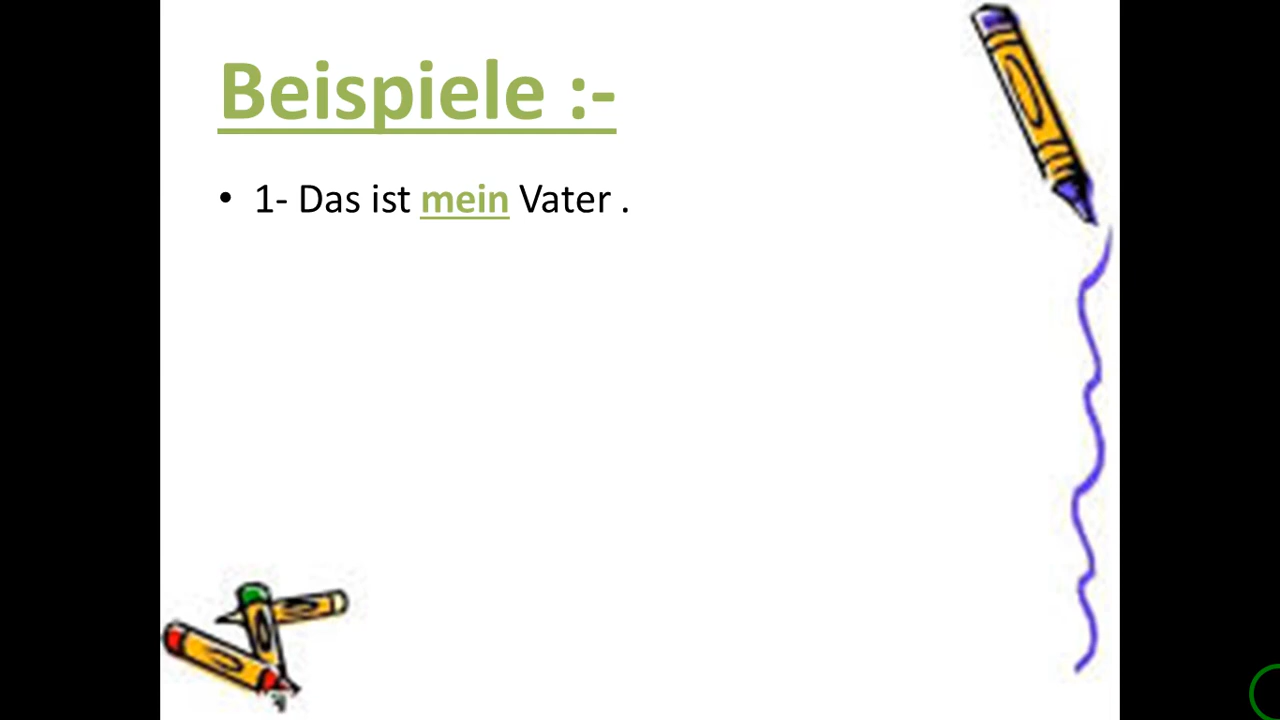 Beispiele :-
• 1- Das ist mein Vater .